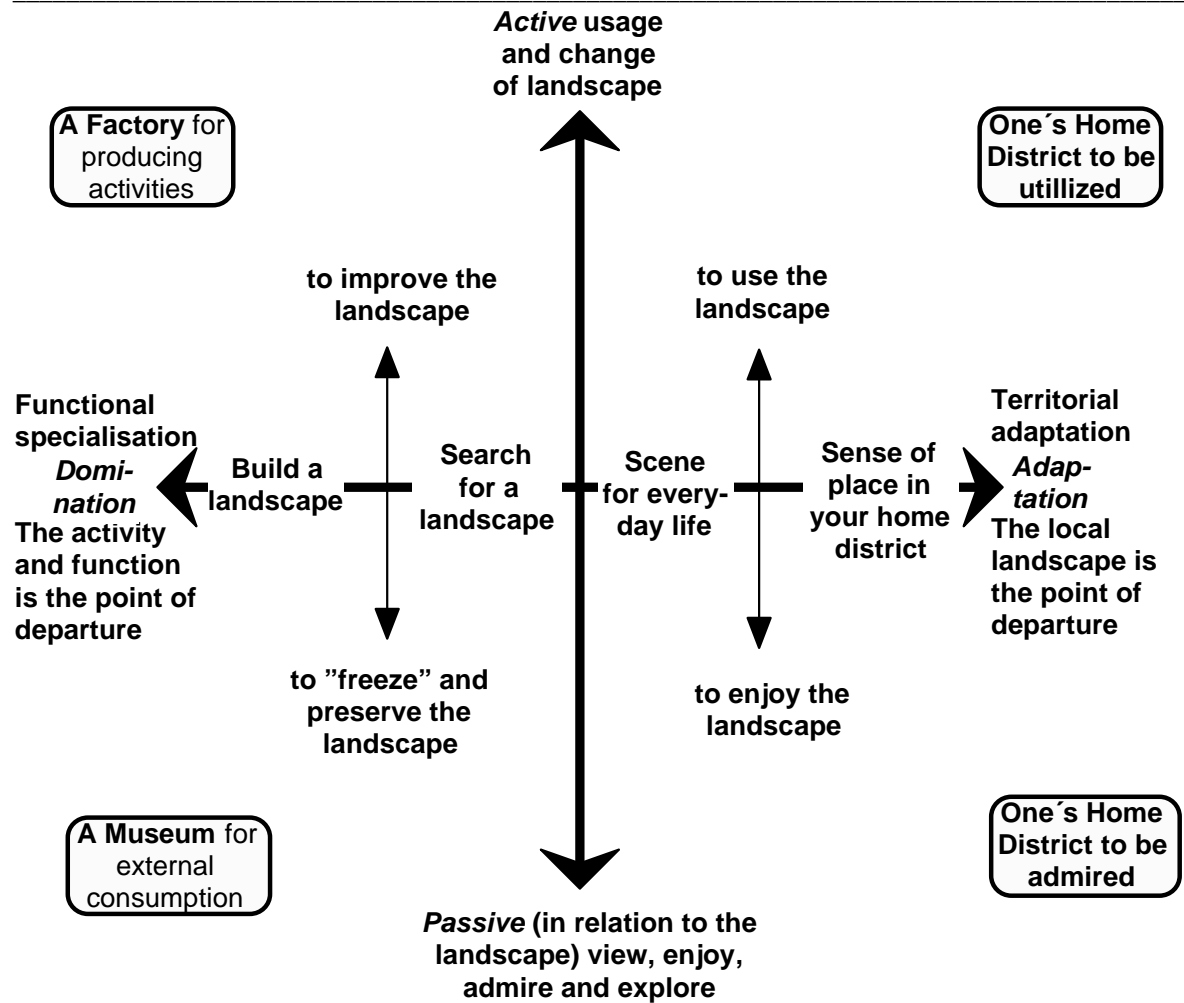 Active usage
and change
of landscape
A Factory for
producing
activities
One´s Home
District to be
utillized
to improve the
landscape
to use the
landscape
Functional
specialisation
Domi-
nation
The activity
and function
is the point of
departure
Build a
landscape
Search
for a
landscape
Scene
for every-
day life
Sense of
place in
your home
district
Territorial
adaptation
Adap-
tation
The local
landscape is
the point of
departure
to ”freeze” and
preserve the
landscape
to enjoy the
landscape
A Museum for
external
consumption
One´s Home
District to be
admired
Passive (in relation to the
landscape) view, enjoy,
admire and explore